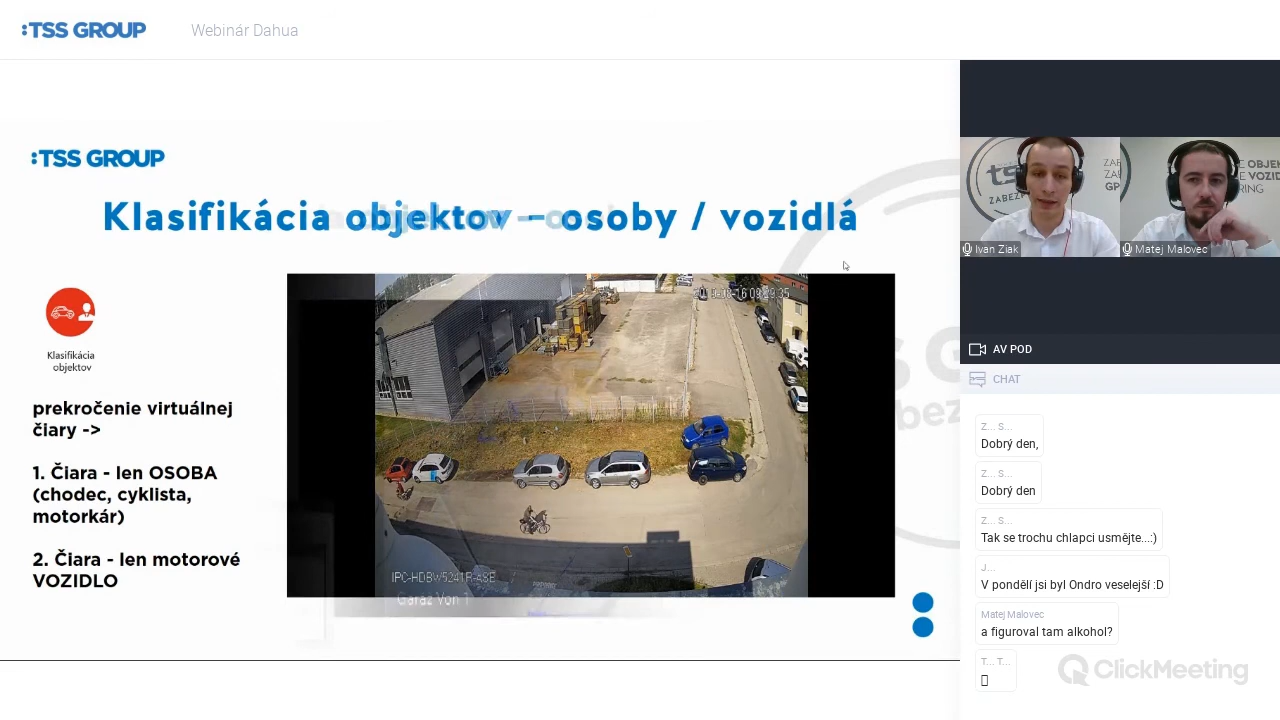 :TSS GROUP
Webinár Dahua
:TSS GROUP
Klasifikácia objektov – osoby / vozidlá
Klasifikácia
objektov
prekročenie virtuálnej
čiary ->
1. Čiara - len OSOBA
(chodec, cyklista,
motorkár)
2. Čiara - len motorové
VOZIDLO
IPC-HDBW5241R-ASE
Garaz Von 1
Ivan Ziak
Matej Malovec
AV POD
CHAT
Z... S...
Dobrý den,
Z... S...
Dobrý den
Z... S...
Tak se trochu chlapci usmějte...:)
J...
V pondělí jsi byl Ondro veselejší :D
Matej Malovec
a figuroval tam alkohol?
T... T...
ClickMeeting